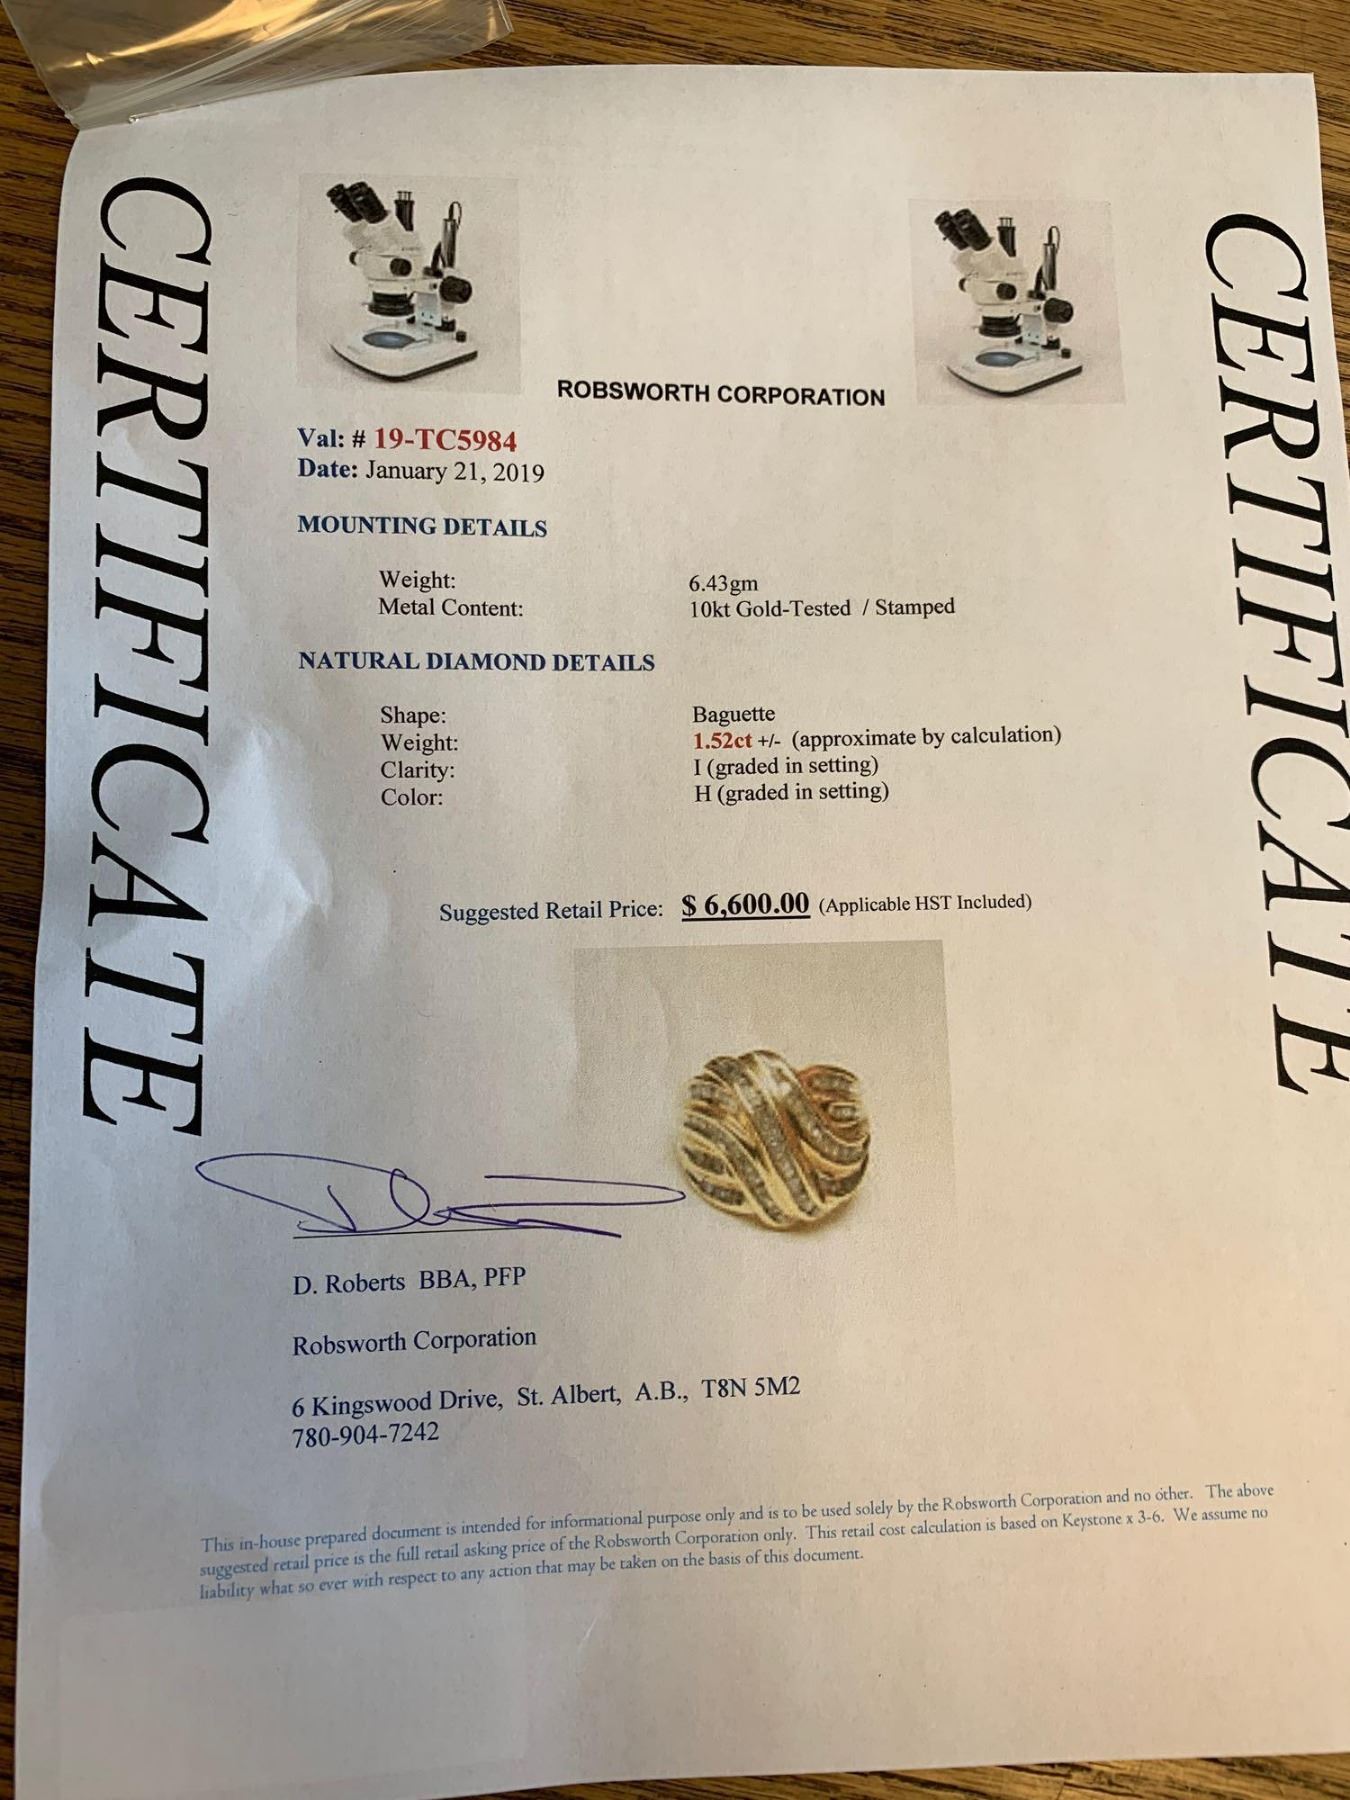 CERTIFICATE
CERTIFICATE
ROBSWORTH CORPORATION
Val: # 19-TC5984
Date: January 21, 2019
MOUNTING DETAILS
Weight: 6.43gm
Metal Content: 10kt Gold-Tested / Stamped
NATURAL DIAMOND DETAILS
Shape: Baguette
Weight: 1.52ct +/- (approximate by calculation)
Clarity: I (graded in setting)
Color: H (graded in setting)
Suggested Retail Price: $ 6,600.00 (Applicable HST Included)
D. Roberts BBA, PFP
Robsworth Corporation
6 Kingswood Drive, St. Albert, A.B., T8N 5M2
780-904-7242
This in-house prepared document is intended for informational purpose only and is to be used solely by the Robsworth Corporation and no other. The above
suggested retail price is the full retail asking price of the Robsworth Corporation only. This retail cost calculation is based on Keystone x 3-6. We assume no
liability what so ever with respect to any action that may be taken on the basis of this document.